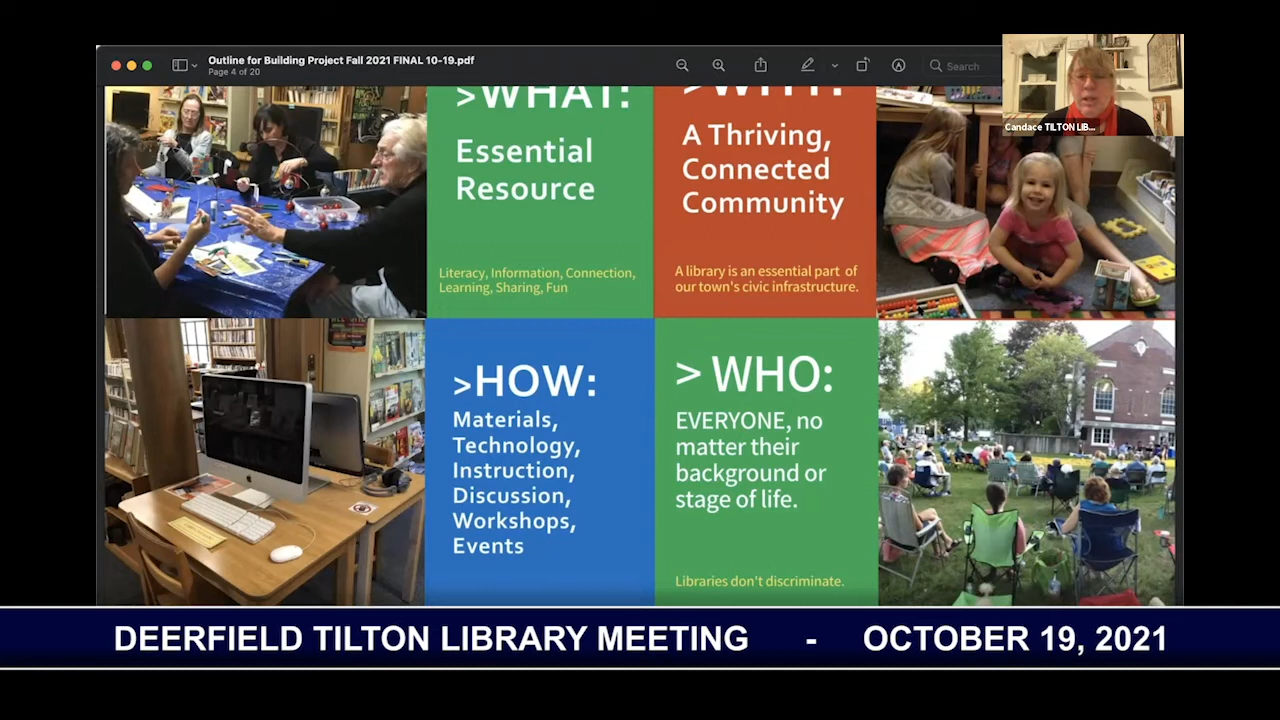 Outline for Building Project Fall 2021 FINAL 10-19.pdf
Page 4 of 20
Search
Candace TILTON LIB...
>WHAT:
Essential
Resource
Literacy, Information, Connection,
Learning, Sharing, Fun
>WHY:
A Thriving,
Connected
Community
A library is an essential part of
our town's civic infrastructure.
>HOW:
Materials,
Technology,
Instruction,
Discussion,
Workshops,
Events
> WHO:
EVERYONE, no
matter their
background or
stage of life.
Libraries don't discriminate.
DEERFIELD TILTON LIBRARY MEETING - OCTOBER 19, 2021